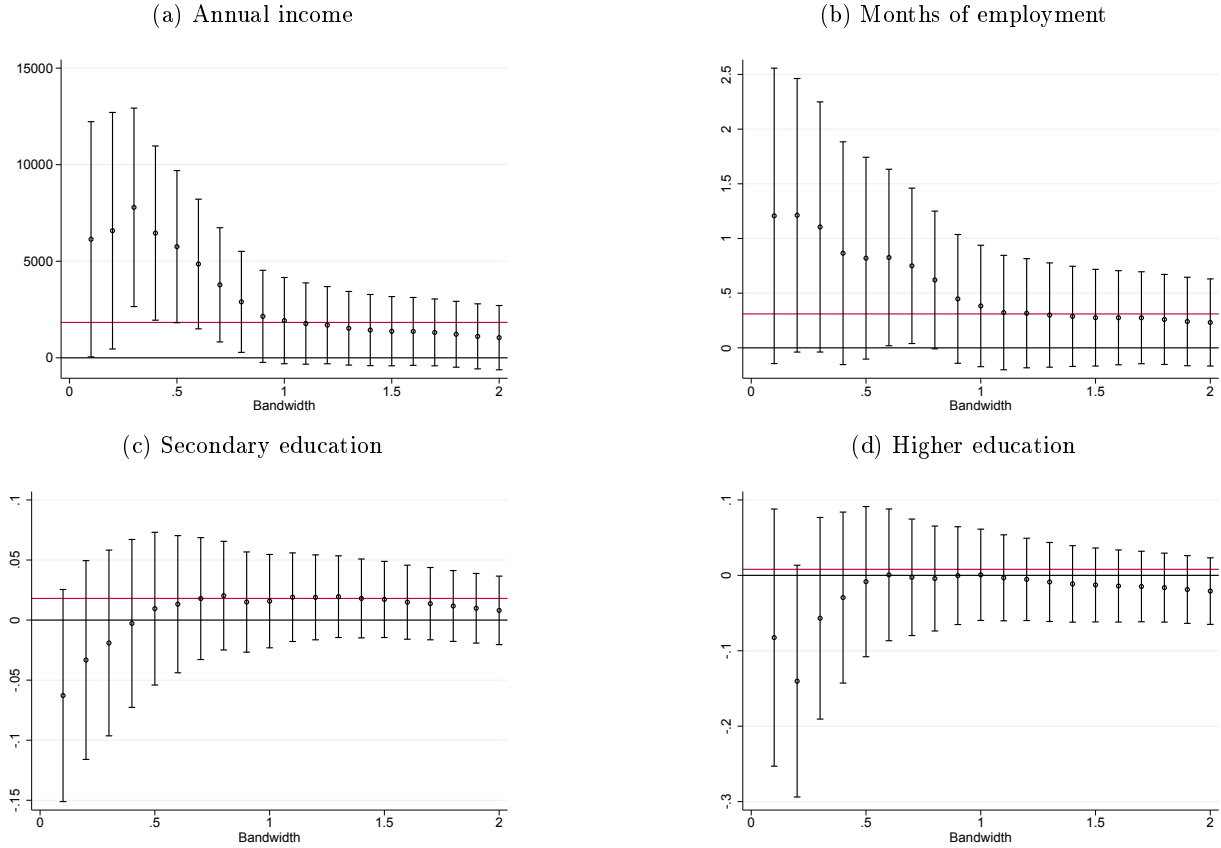 (a) Annual income
15000
10000
5000
0
0 .5 1 1.5 2
Bandwidth
(b) Months of employment
2.5
2
1.5
1
.5
0
0 .5 1 1.5 2
Bandwidth
(c) Secondary education
.1
.05
0
-.05
-.1
-.15
0 .5 1 1.5 2
Bandwidth
(d) Higher education
.1
0
-.1
-.2
-.3
0 .5 1 1.5 2
Bandwidth